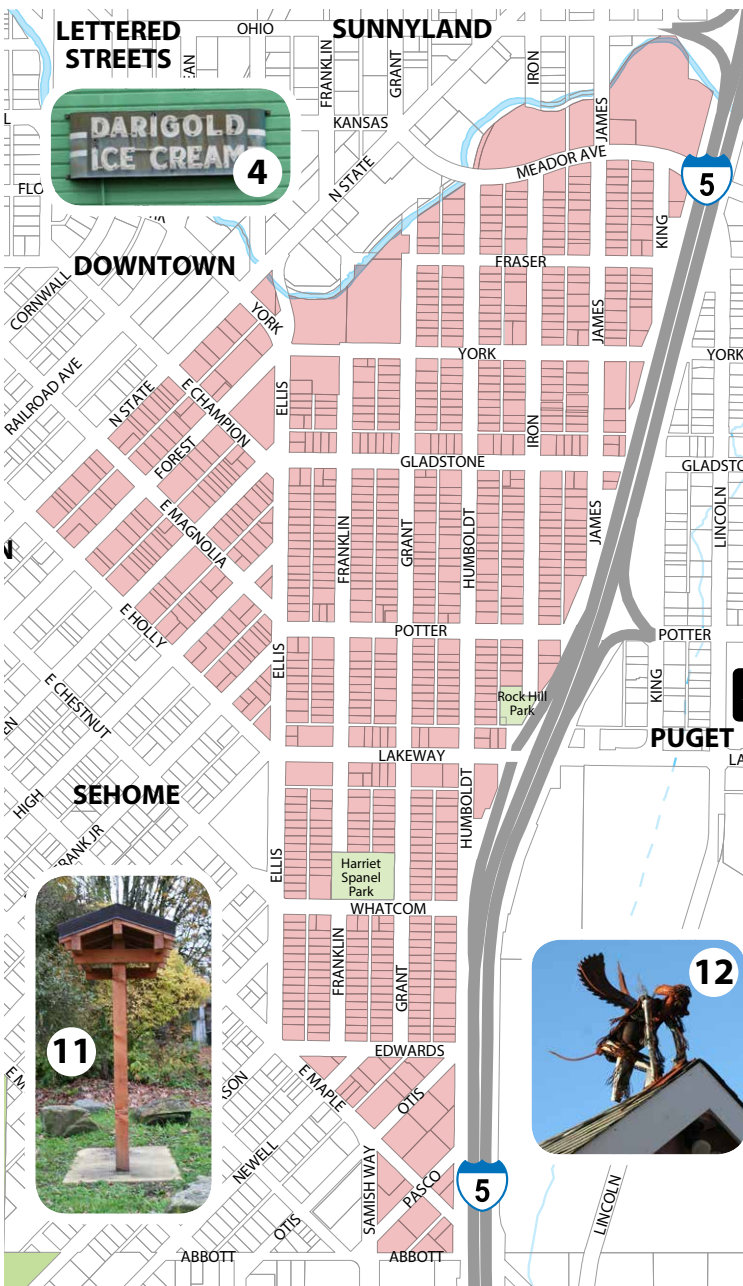 LETTERED
STREETS
OHIO
SUNNYLAND
FRANKLIN
GRANT
IRON
JAMES
KANSAS
DARIGOLD
ICE CREAM
4
N STATE
MEADOR AVE
5
KING
FLO
DOWNTOWN
FRASER
CORNWALL
YORK
JAMES
YORK
YORK
RAILROAD AVE
N STATE
E CHAMPION
ELLIS
FOREST
IRON
GLADSTONE
GLADSTO
E MAGNOLIA
FRANKLIN
GRANT
HUMBOLDT
JAMES
LINCOLN
N
E HOLLY
POTTER
POTTER
ELLIS
KING
E CHESTNUT
Rock Hill
Park
PUGET
LAKEWAY
LA
HIGH
SEHOME
HUMBOLDT
RANK JR
ELLIS
Harriet
Spanel
Park
WHATCOM
FRANKLIN
GRANT
12
11
EDWARDS
E MAPLE
OTIS
SON
NEWELL
SAMISH WAY
PASCO
5
LINCOLN
OTIS
ABBOTT
ABBOTT